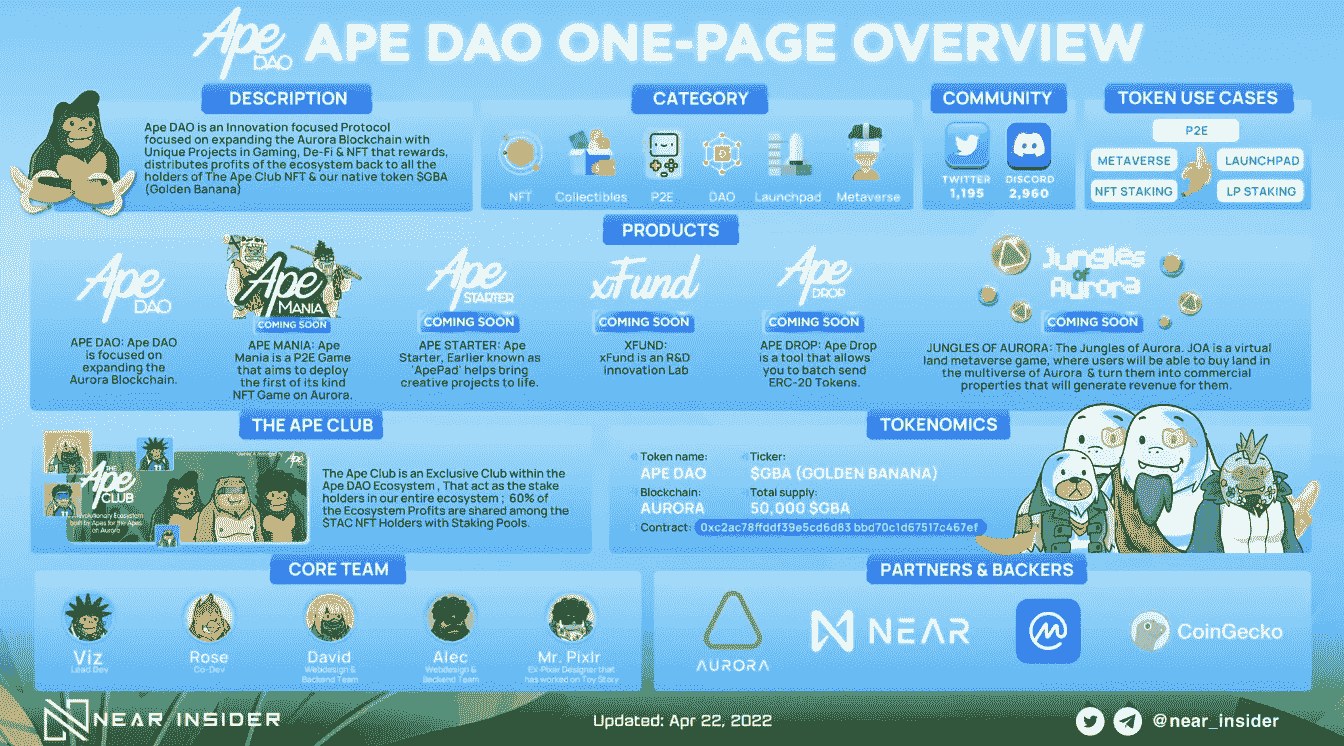 Ape DAO
APE DAO ONE-PAGE OVERVIEW
DESCRIPTION
Ape DAO is an Innovation focused Protocol
focused on expanding the Aurora Blockchain with
Unique Projects in Gaming, De-Fi & NFT that rewards,
distributes profits of the ecosystem back to all the
holders of The Ape Club NFT & our native token $GBA
(Golden Banana)
CATEGORY
NFT
Collectibles
P2E
DAO
Launchpad
Metaverse
COMMUNITY
TWITTER
1,195
DISCORD
2,960
TOKEN USE CASES
P2E
METAVERSE
LAUNCHPAD
NFT STAKING
LP STAKING
PRODUCTS
Ape DAO
APE DAO: Ape DAO
is focused on
expanding the
Aurora Blockchain.
Ape MANIA
COMING SOON
APE MANIA: Ape
Mania is a P2E Game
that aims to deploy
the first of its kind
NFT Game on Aurora.
Ape STARTER
COMING SOON
APE STARTER: Ape
Starter, Earlier known as
'ApePad' helps bring
creative projects to life.
xFund
COMING SOON
XFUND:
xFund is an R&D
innovation Lab
Ape DROP
COMING SOON
APE DROP: Ape Drop
is a tool that allows
you to batch send
ERC-20 Tokens.
Jungles
of
Aurora
COMING SOON
JUNGLES OF AURORA: The Jungles of Aurora. JOA is a virtual
land metaverse game, where users will be able to buy land in
the multiverse of Aurora & turn them into commercial
properties that will generate revenue for them.
THE APE CLUB
THE
Ape
CLUB
Revolutionary Ecosystem
built by Apes for the Apes
on Aurora
Ape
The Ape Club is an Exclusive Club within the
Ape DAO Ecosystem, That act as the stake
holders in our entire ecosystem ; 60% of
the Ecosystem Profits are shared among the
STAC NFT Holders with Staking Pools.
TOKENOMICS
Token name:
APE DAO
Ticker:
$GBA (GOLDEN BANANA)
Blockchain:
AURORA
Total supply:
50,000 $GBA
Contract: 0xc2ac78ffddf39e5cd6d83 bbd70c1d67517c467ef
CORE TEAM
Viz
Lead Dev
Rose
Co-Dev
David
Webdesign &
Backend Team
Alec
Webdesign &
Backend Team
Mr. Pixlr
Ex-Pixar Designer that
has worked on Toy Story
PARTNERS & BACKERS
AURORA
NEAR
CoinGecko
NEAR INSIDER
Updated: Apr 22, 2022
@near_insider